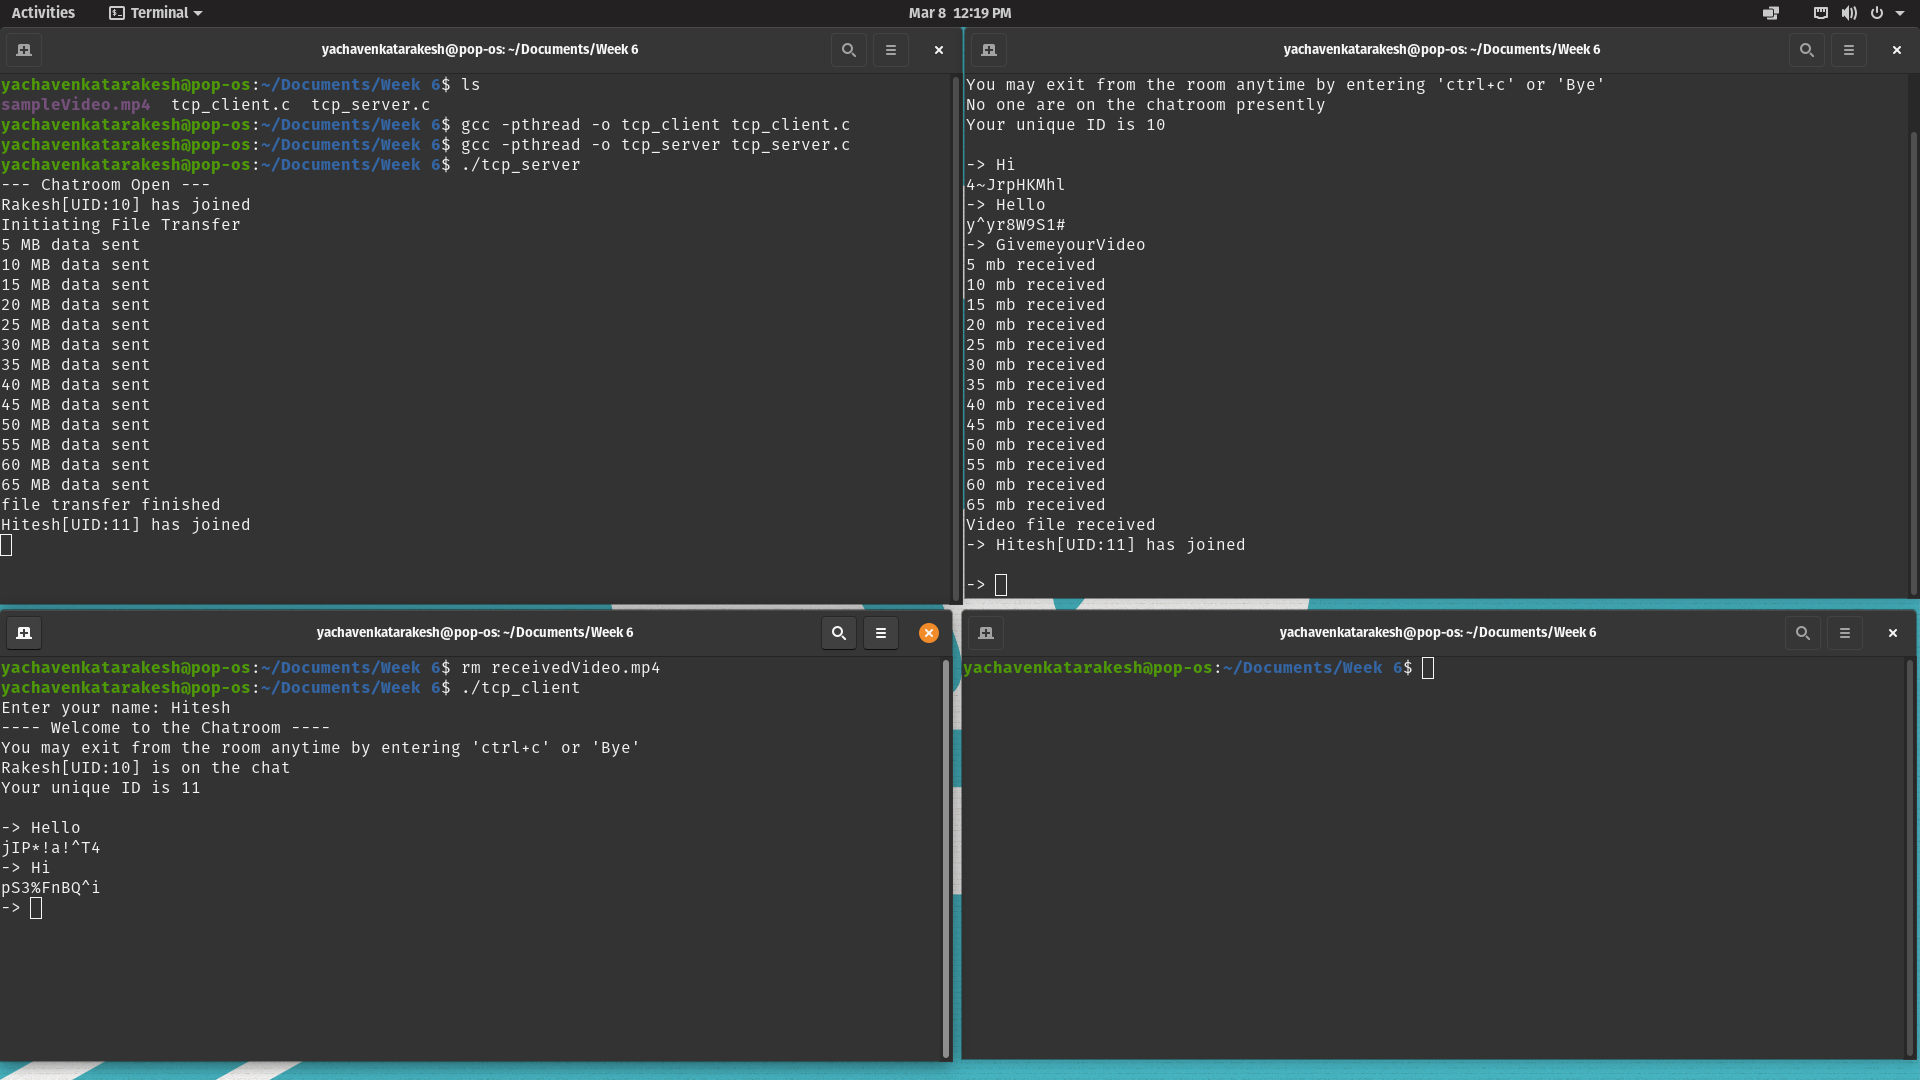 Activities Terminal Mar 8 12:19 PM
yachavenkatarakesh@pop-os: ~/Documents/Week 6
yachavenkatarakesh@pop-os:~/Documents/Week 6$ ls
sampleVideo.mp4 tcp_client.c tcp_server.c
yachavenkatarakesh@pop-os:~/Documents/Week 6$ gcc -pthread -o tcp_client tcp_client.c
yachavenkatarakesh@pop-os:~/Documents/Week 6$ gcc -pthread -o tcp_server tcp_server.c
yachavenkatarakesh@pop-os:~/Documents/Week 6$ ./tcp_server
--- Chatroom Open ---
Rakesh[UID:10] has joined
Initiating File Transfer
5 MB data sent
10 MB data sent
15 MB data sent
20 MB data sent
25 MB data sent
30 MB data sent
35 MB data sent
40 MB data sent
45 MB data sent
50 MB data sent
55 MB data sent
60 MB data sent
65 MB data sent
file transfer finished
Hitesh[UID:11] has joined
yachavenkatarakesh@pop-os: ~/Documents/Week 6
You may exit from the room anytime by entering 'ctrl+c' or 'Bye'
No one are on the chatroom presently
Your unique ID is 10
-> Hi
4~JrpHKMhl
-> Hello
y^yr8W9S1#
-> GivemeyourVideo
5 mb received
10 mb received
15 mb received
20 mb received
25 mb received
30 mb received
35 mb received
40 mb received
45 mb received
50 mb received
55 mb received
60 mb received
65 mb received
Video file received
-> Hitesh[UID:11] has joined
->
yachavenkatarakesh@pop-os: ~/Documents/Week 6
yachavenkatarakesh@pop-os:~/Documents/Week 6$ rm receivedVideo.mp4
yachavenkatarakesh@pop-os:~/Documents/Week 6$ ./tcp_client
Enter your name: Hitesh
---- Welcome to the Chatroom ----
You may exit from the room anytime by entering 'ctrl+c' or 'Bye'
Rakesh[UID:10] is on the chat
Your unique ID is 11
-> Hello
jIP*!a!^T4
-> Hi
pS3%FnBQ^i
->
yachavenkatarakesh@pop-os: ~/Documents/Week 6
yachavenkatarakesh@pop-os:~/Documents/Week 6$